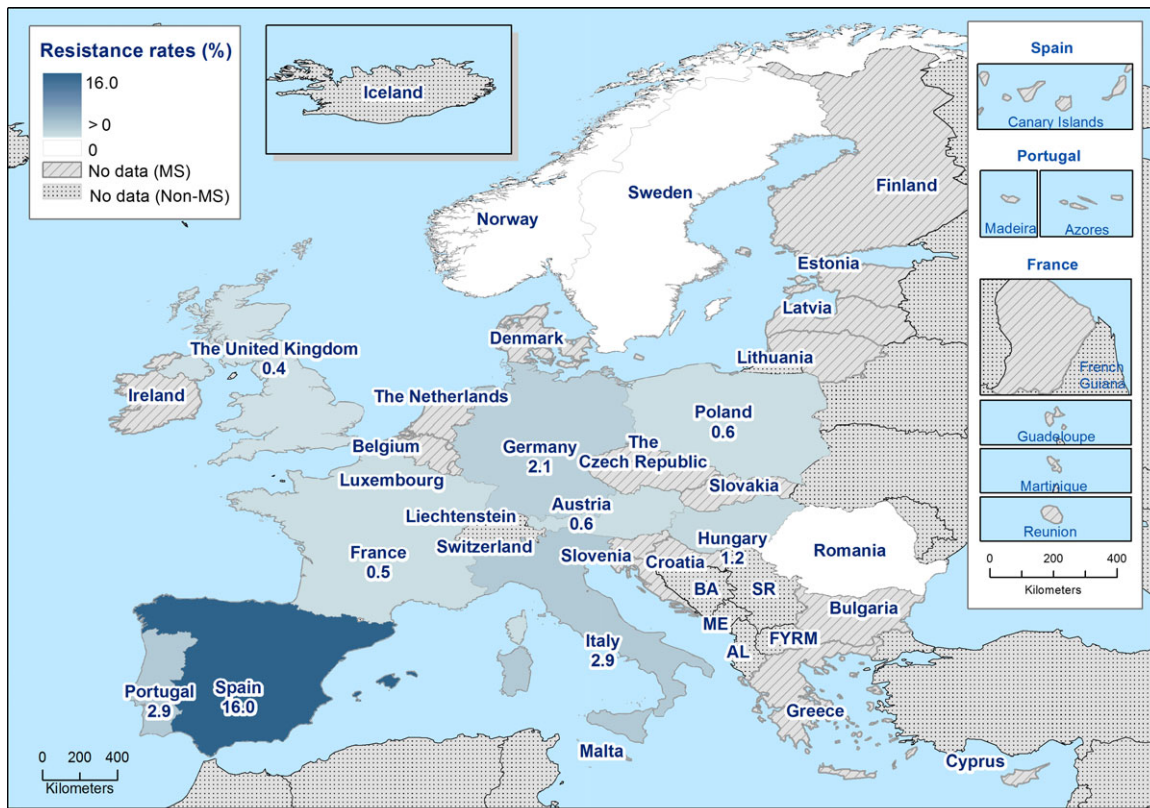 Resistance rates (%)
16.0
> 0
0
No data (MS)
No data (Non-MS)
Iceland
Norway
Sweden
Finland
Estonia
Latvia
Lithuania
Denmark
The United Kingdom
0.4
Ireland
The Netherlands
Belgium
Luxembourg
Germany
2.1
Poland
0.6
The
Czech Republic
Slovakia
Austria
0.6
Liechtenstein
Switzerland
France
0.5
Slovenia
Croatia
Hungary
1.2
Romania
BA
SR
ME
AL
FYRM
Bulgaria
Italy
2.9
Portugal
2.9
Spain
16.0
Greece
Malta
Cyprus
0 200 400
Kilometers
Spain
Canary Islands
Portugal
Madeira
Azores
France
French
Guiana
Guadeloupe
Martinique
Reunion
0 200 400
Kilometers